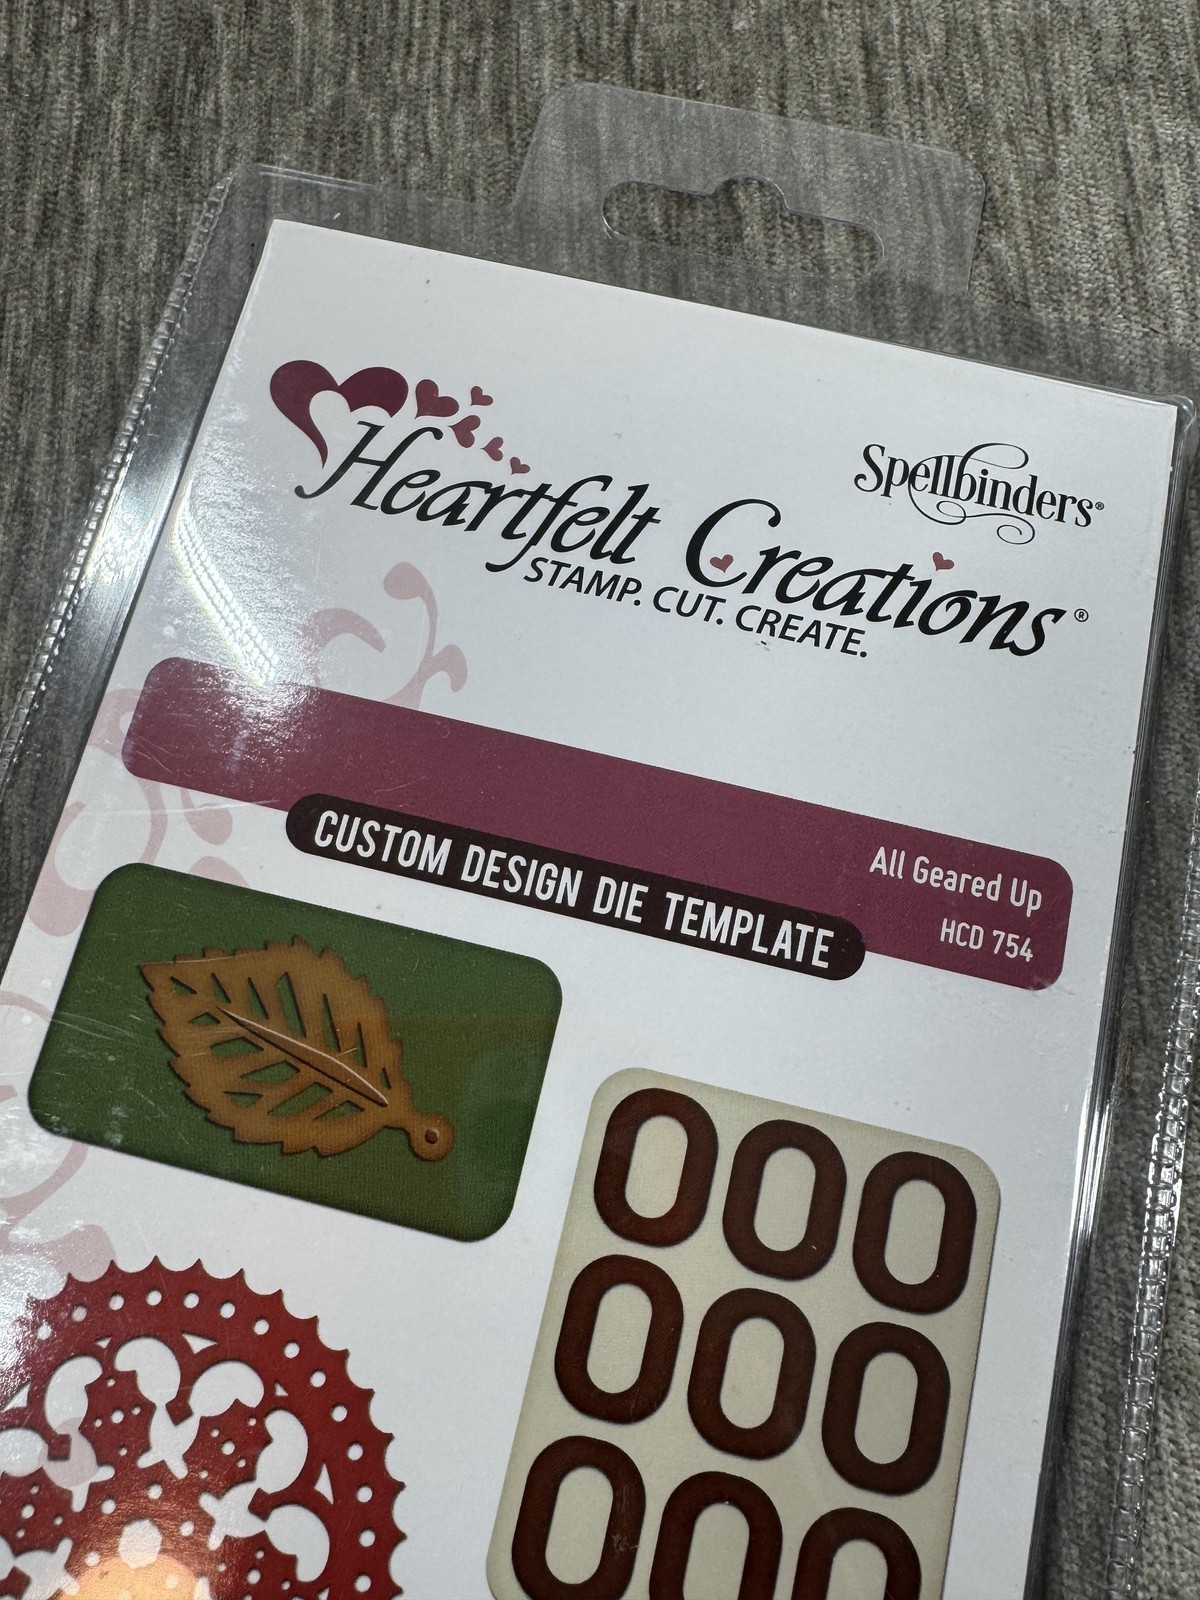 Spellbinders®
Heartfelt Creations®
STAMP. CUT. CREATE.
All Geared Up
HCD 754
CUSTOM DESIGN DIE TEMPLATE